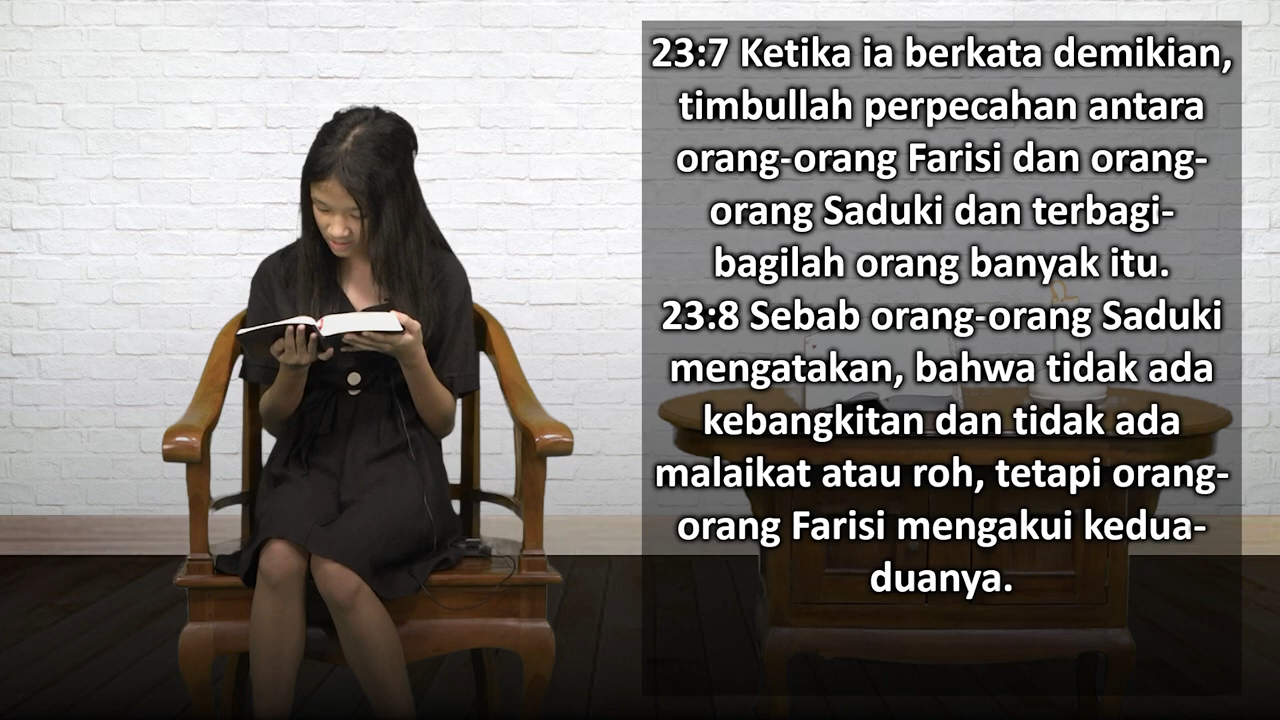 23:7 Ketika ia berkata demikian,
timbullah perpecahan antara
orang-orang Farisi dan orang-
orang Saduki dan terbagi-
bagilah orang banyak itu.
23:8 Sebab orang-orang Saduki
mengatakan, bahwa tidak ada
kebangkitan dan tidak ada
malaikat atau roh, tetapi orang-
orang Farisi mengakui kedua-
duanya.